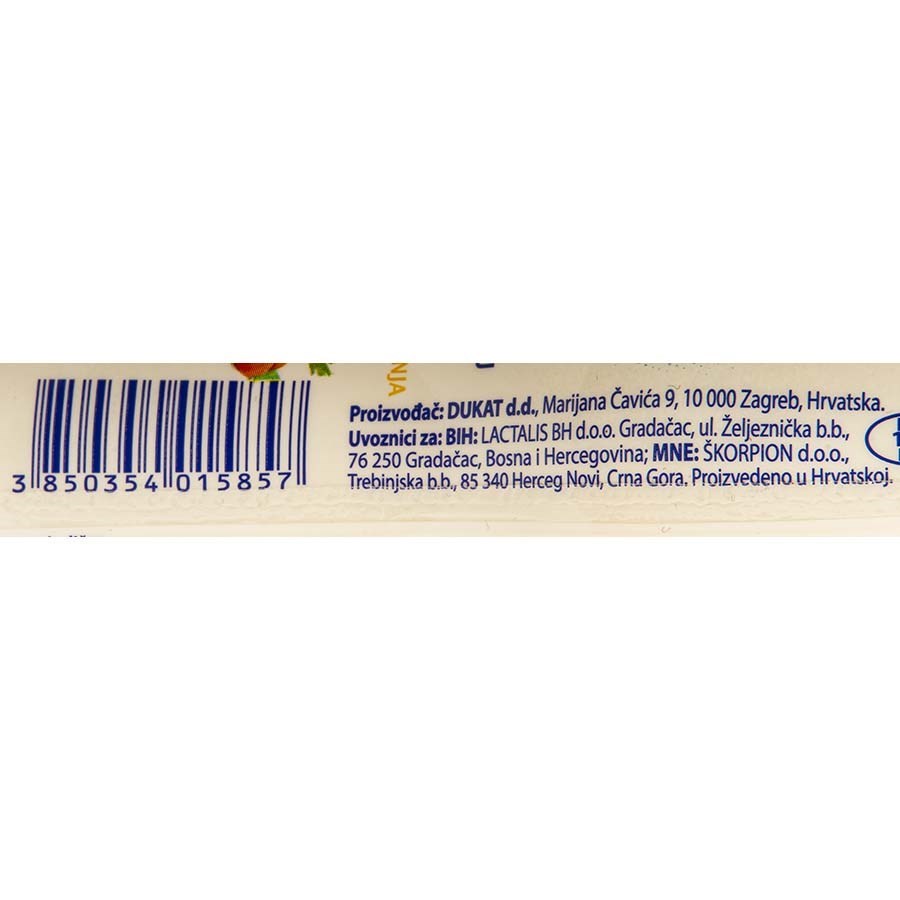 NJA
Proizvođač: DUKAT d.d., Marijana Čavića 9, 10 000 Zagreb, Hrvatska.
Uvoznici za: BIH: LACTALIS BH d.o.o. Gradačac, ul. Željeznička b.b.,
76 250 Gradačac, Bosna i Hercegovina; MNE: ŠKORPION d.o.o.,
Trebinjska b.b., 85 340 Herceg Novi, Crna Gora. Proizvedeno u Hrvatskoj.
3 850354 015857